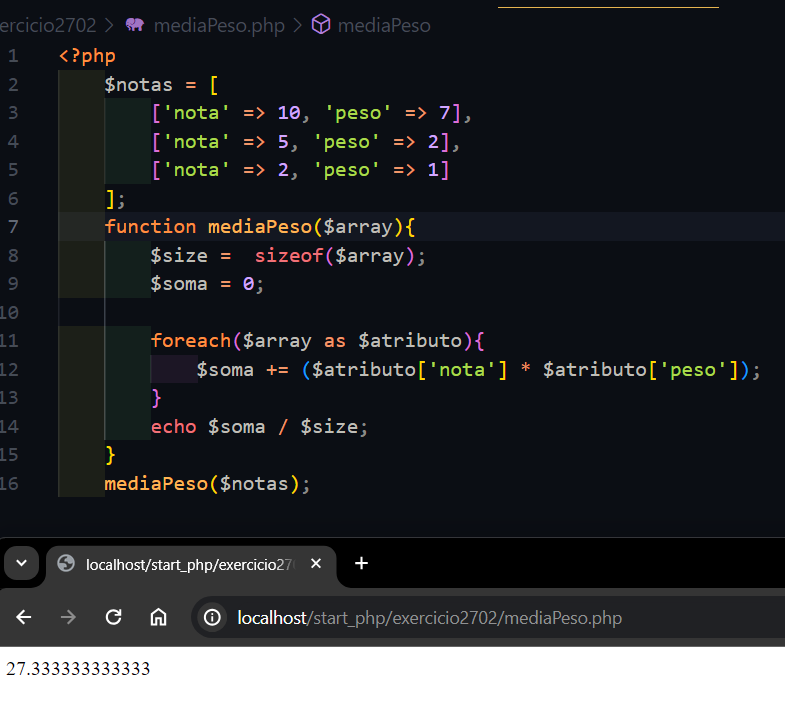 ercicio2702 > mediaPeso.php > mediaPeso
1 <?php
2 $notas = [
3 ['nota' => 10, 'peso' => 7],
4 ['nota' => 5, 'peso' => 2],
5 ['nota' => 2, 'peso' => 1]
6 ];
7 function mediaPeso($array){
8 $size =  sizeof($array);
9 $soma = 0;
10
11 foreach($array as $atributo){
12 $soma += ($atributo['nota'] * $atributo['peso']);
13 }
14 echo $soma / $size;
15 }
16 mediaPeso($notas);
localhost/start_php/exercicio270
localhost/start_php/exercicio2702/mediaPeso.php
27.333333333333